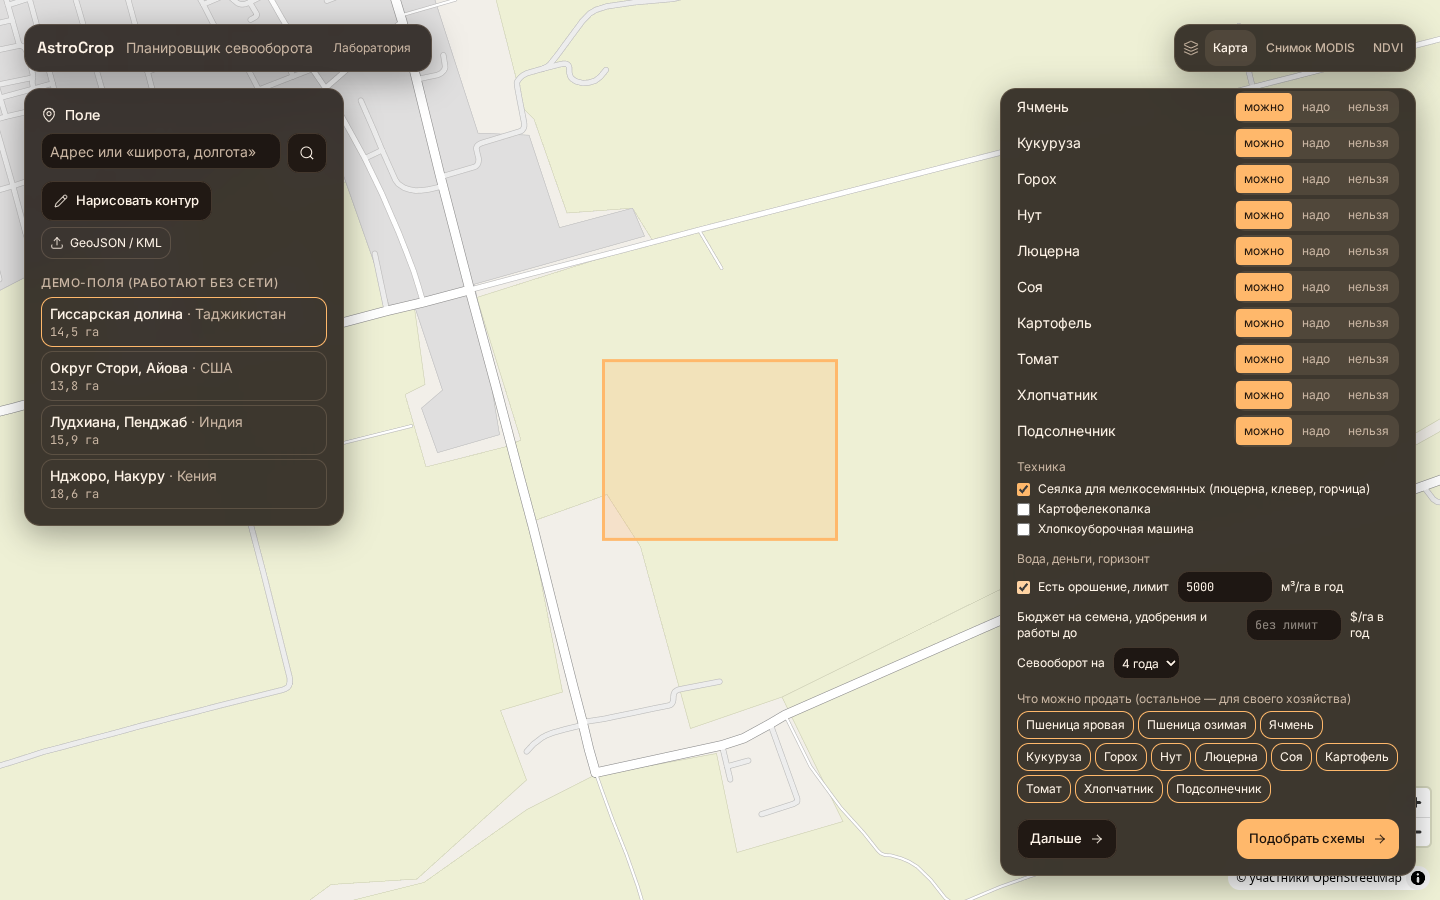 AstroCrop Планировщик севооборота Лаборатория
Карта Снимок MODIS NDVI
Поле
Адрес или «широта, долгота»
Нарисовать контур
GeoJSON / KML
ДЕМО-ПОЛЯ (РАБОТАЮТ БЕЗ СЕТИ)
Гиссарская долина · Таджикистан
14,5 га
Округ Стори, Айова · США
13,8 га
Лудхиана, Пенджаб · Индия
15,9 га
Нджоро, Накуру · Кения
18,6 га
Ячмень можно надо нельзя
Кукуруза можно надо нельзя
Горох можно надо нельзя
Нут можно надо нельзя
Люцерна можно надо нельзя
Соя можно надо нельзя
Картофель можно надо нельзя
Томат можно надо нельзя
Хлопчатник можно надо нельзя
Подсолнечник можно надо нельзя
Техника
Сеялка для мелкосемянных (люцерна, клевер, горчица)
Картофелекопалка
Хлопкоуборочная машина
Вода, деньги, горизонт
Есть орошение, лимит 5000 м³/га в год
Бюджет на семена, удобрения и
работы до
без лимит
$/га в
год
Севооборот на 4 года
Что можно продать (остальное — для своего хозяйства)
Пшеница яровая Пшеница озимая Ячмень
Кукуруза Горох Нут Люцерна Соя Картофель
Томат Хлопчатник Подсолнечник
Дальше
Подобрать схемы
© участники OpenStreetMap